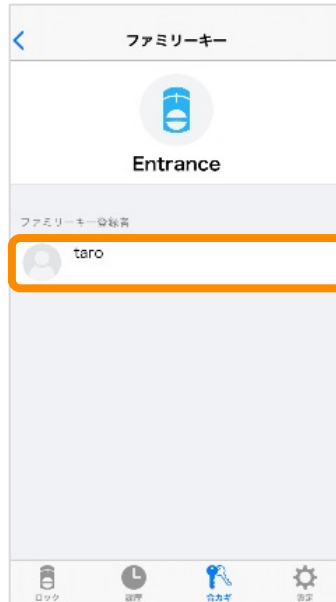 ファミリーキー
Entrance
ファミリーキー登録者
taro
ロック
履歴
合カギ
設定